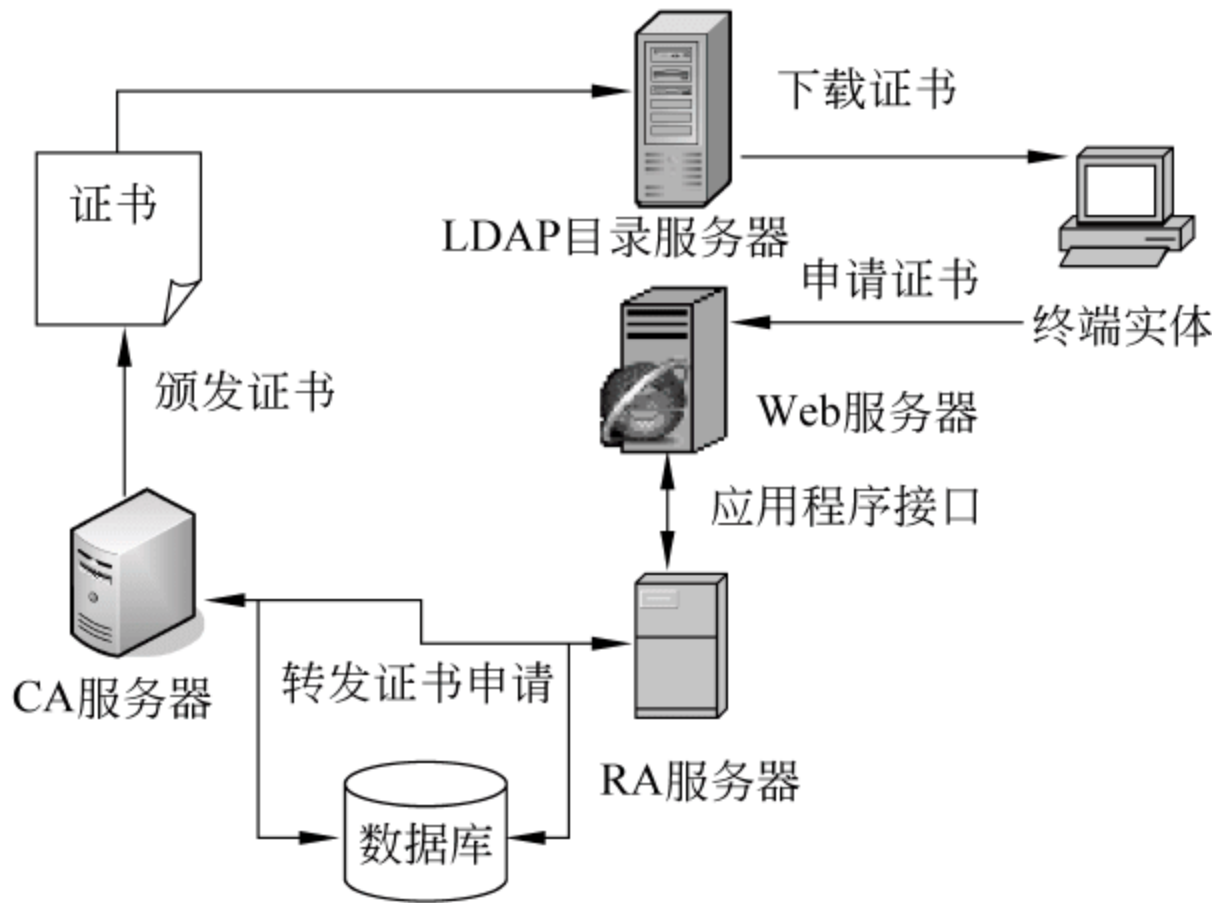 下载证书
证书
LDAP目录服务器
申请证书
终端实体
颁发证书
Web服务器
应用程序接口
转发证书申请
CA服务器
RA服务器
数据库